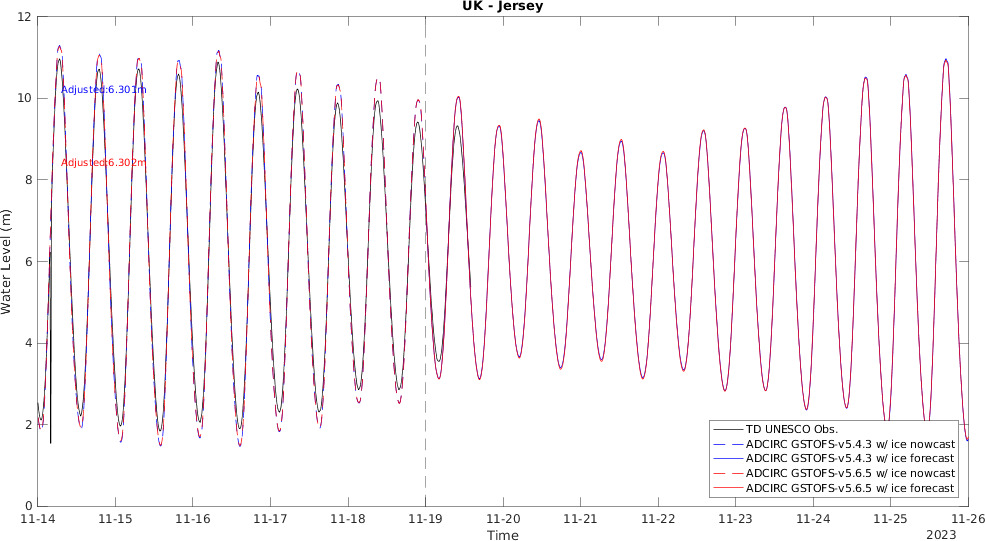 UK - Jersey
12
10
8
6
4
2
0
Water Level (m)
Adjusted:6.301m
Adjusted:6.302m
TD UNESCO Obs.
ADCIRC GSTOFS-v5.4.3 w/ ice nowcast
ADCIRC GSTOFS-v5.4.3 w/ ice forecast
ADCIRC GSTOFS-v5.6.5 w/ ice nowcast
ADCIRC GSTOFS-v5.6.5 w/ ice forecast
11-14 11-15 11-16 11-17 11-18 11-19 11-20 11-21 11-22 11-23 11-24 11-25 11-26
Time
2023